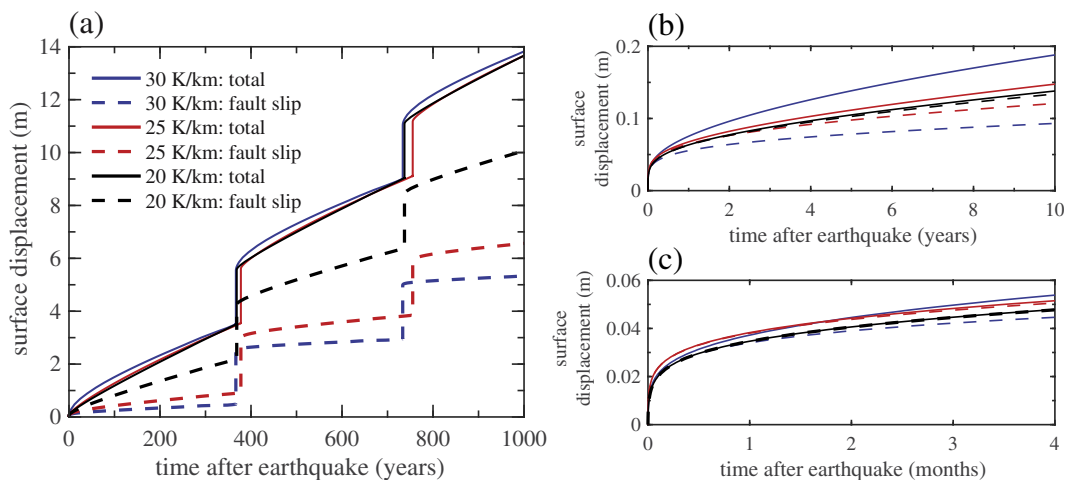 (a)
14
12
10
8
6
4
2
0
surface displacement (m)
30 K/km: total
30 K/km: fault slip
25 K/km: total
25 K/km: fault slip
20 K/km: total
20 K/km: fault slip
0 200 400 600 800 1000
time after earthquake (years)
(b)
0.2
0.1
0
surface
displacement (m)
0 2 4 6 8 10
time after earthquake (years)
(c)
0.06
0.04
0.02
0
surface
displacement (m)
0 1 2 3 4
time after earthquake (months)